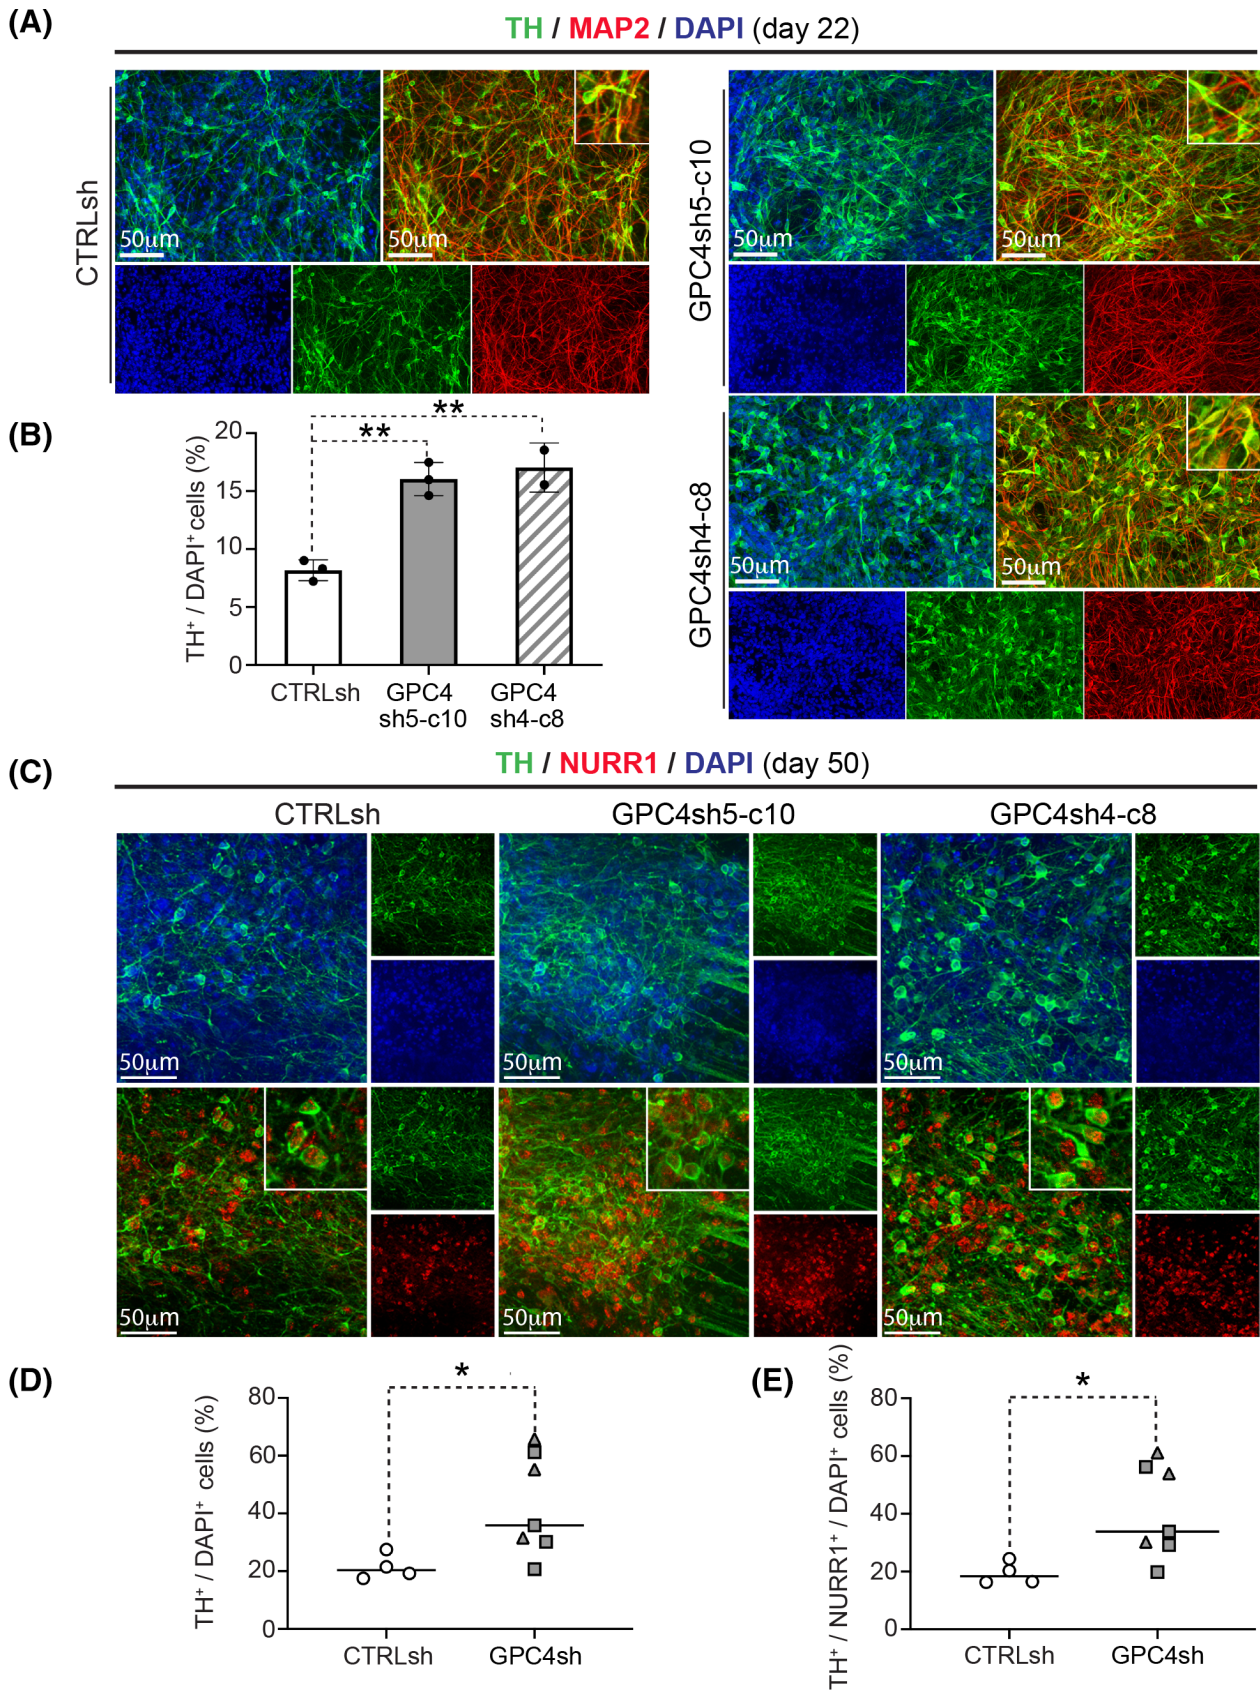 (A)
TH / MAP2 / DAPI (day 22)
CTRLsh
50μm
50μm
GPC4sh5-c10
50μm
50μm
GPC4sh4-c8
50μm
50μm
(B)
TH⁺ / DAPI⁺ cells (%)
20
15
10
5
0
**
**
CTRLsh
GPC4
sh5-c10
GPC4
sh4-c8
(C)
TH / NURR1 / DAPI (day 50)
CTRLsh
GPC4sh5-c10
GPC4sh4-c8
50μm
50μm
50μm
50μm
50μm
50μm
(D)
TH⁺ / DAPI⁺ cells (%)
80
60
40
20
0
*
CTRLsh
GPC4sh
(E)
TH⁺ / NURR1⁺ / DAPI⁺ cells (%)
80
60
40
20
0
*
CTRLsh
GPC4sh